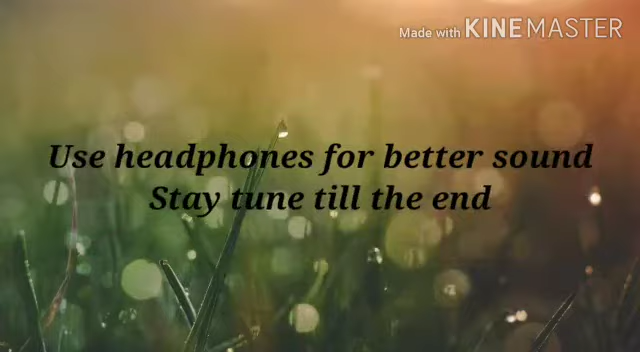 Made with KINEMASTER
Use headphones for better sound
Stay tune till the end